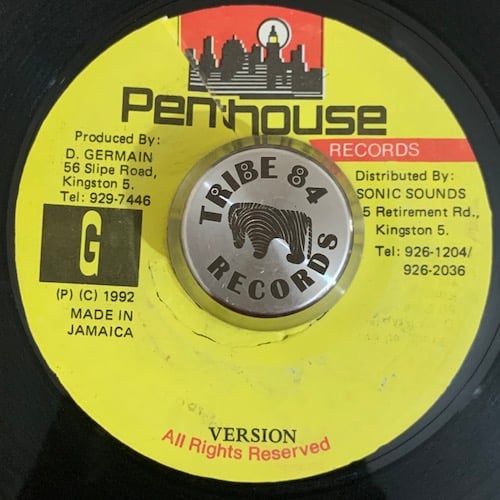 Penthouse
RECORDS
Produced By:
D. GERMAIN
56 Slipe Road,
Kingston 5.
Tel: 929-7446
Distributed By:
SONIC SOUNDS
5 Retirement Rd.,
Kingston 5.
Tel: 926-1204/
926-2036
TRIBE 84
RECORDS
G
(P) (C) 1992
MADE IN
JAMAICA
VERSION
All Rights Reserved